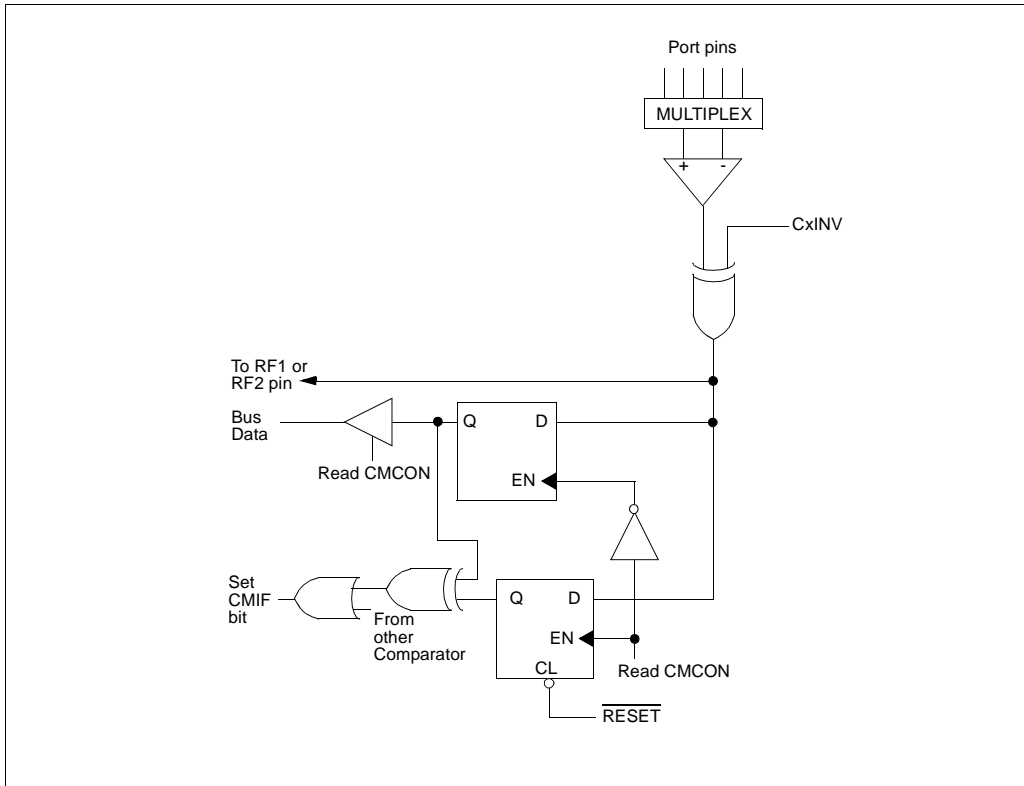 Port pins
MULTIPLEX
+ -
CxINV
To RF1 or
RF2 pin
Bus
Data
Q D
Read CMCON
EN
Set
CMIF
bit
Q D
From
other
Comparator
EN
CL
Read CMCON
RESET